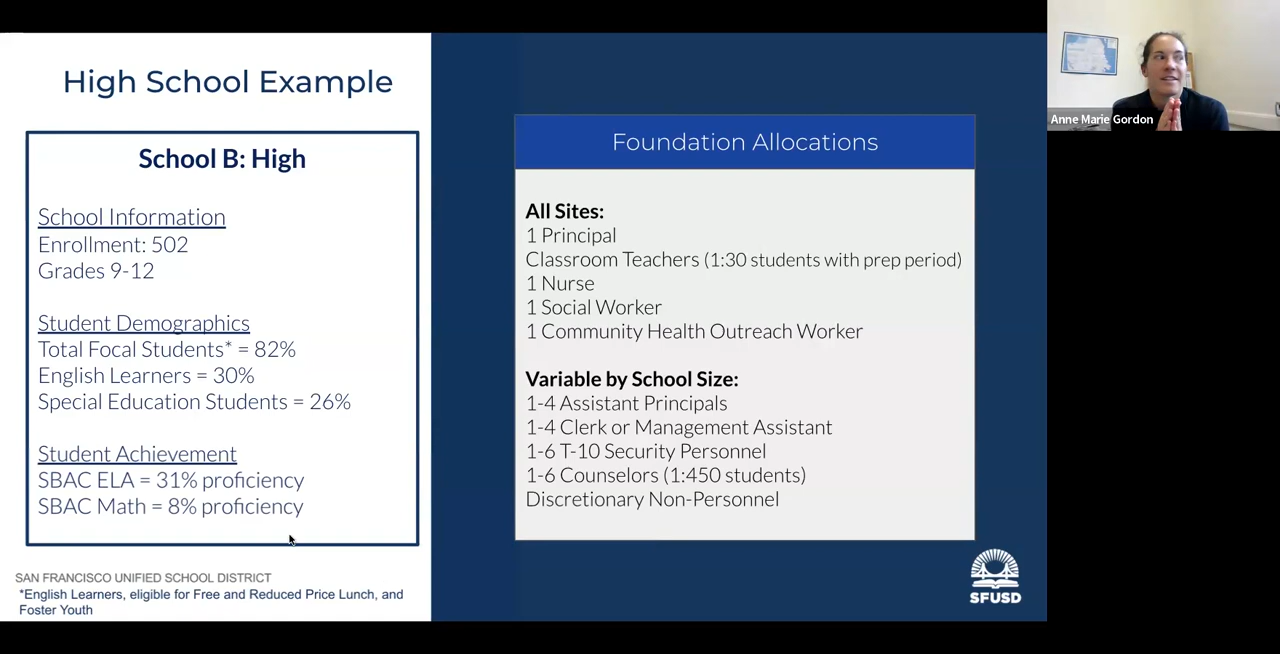 High School Example
School B: High
School Information
Enrollment: 502
Grades 9-12
Student Demographics
Total Focal Students* = 82%
English Learners = 30%
Special Education Students = 26%
Student Achievement
SBAC ELA = 31% proficiency
SBAC Math = 8% proficiency
SAN FRANCISCO UNIFIED SCHOOL DISTRICT
*English Learners, eligible for Free and Reduced Price Lunch, and
Foster Youth
Foundation Allocations
All Sites:
1 Principal
Classroom Teachers (1:30 students with prep period)
1 Nurse
1 Social Worker
1 Community Health Outreach Worker
Variable by School Size:
1-4 Assistant Principals
1-4 Clerk or Management Assistant
1-6 T-10 Security Personnel
1-6 Counselors (1:450 students)
Discretionary Non-Personnel
SFUSD
Anne Marie Gordon